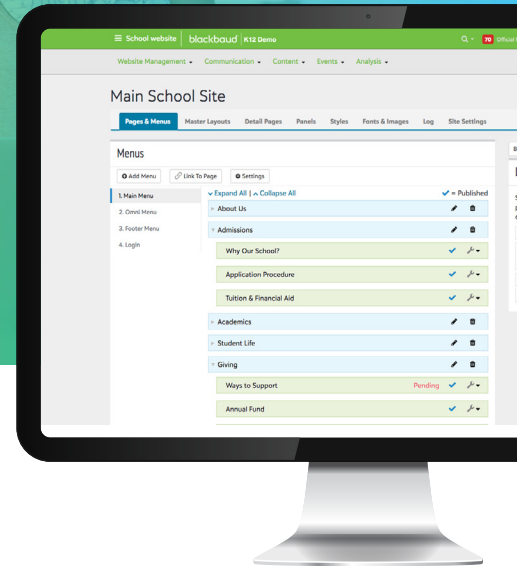 School website blackbaud K12 Demo 70 Official
Website Management Communication Content Events Analysis
Main School Site
Pages & Menus Master Layouts Detail Pages Panels Styles Fonts & Images Log Site Settings
Menus
Add Menu Link To Page Settings
1. Main Menu
2. Omni Menu
3. Footer Menu
4. Login
Expand All | Collapse All = Published
About Us
Admissions
Why Our School?
Application Procedure
Tuition & Financial Aid
Academics
Student Life
Giving
Ways to Support Pending
Annual Fund